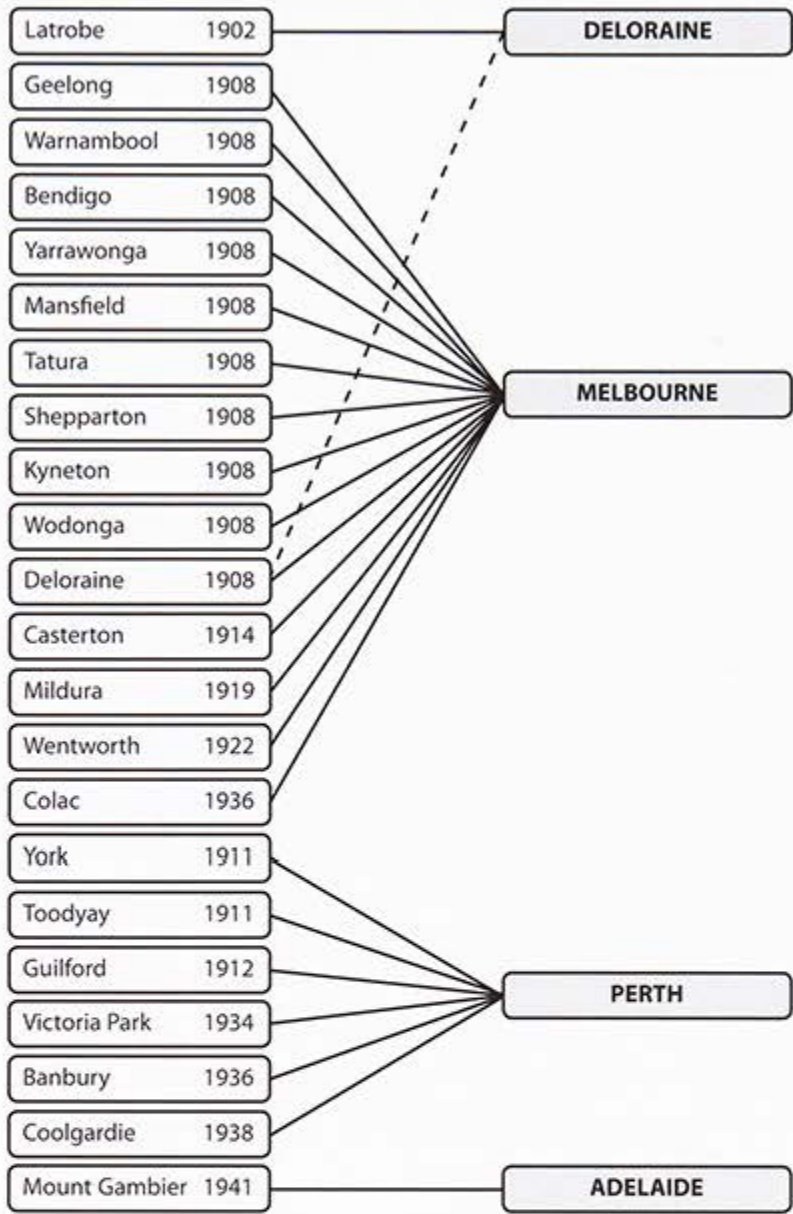 Latrobe 1902 DELORAINE
Geelong 1908
Warnambool 1908
Bendigo 1908
Yarrawonga 1908
Mansfield 1908
Tatura 1908
MELBOURNE
Shepparton 1908
Kyneton 1908
Wodonga 1908
Deloraine 1908
Casterton 1914
Mildura 1919
Wentworth 1922
Colac 1936
York 1911
Toodyay 1911
Guilford 1912
PERTH
Victoria Park 1934
Banbury 1936
Coolgardie 1938
Mount Gambier 1941 ADELAIDE